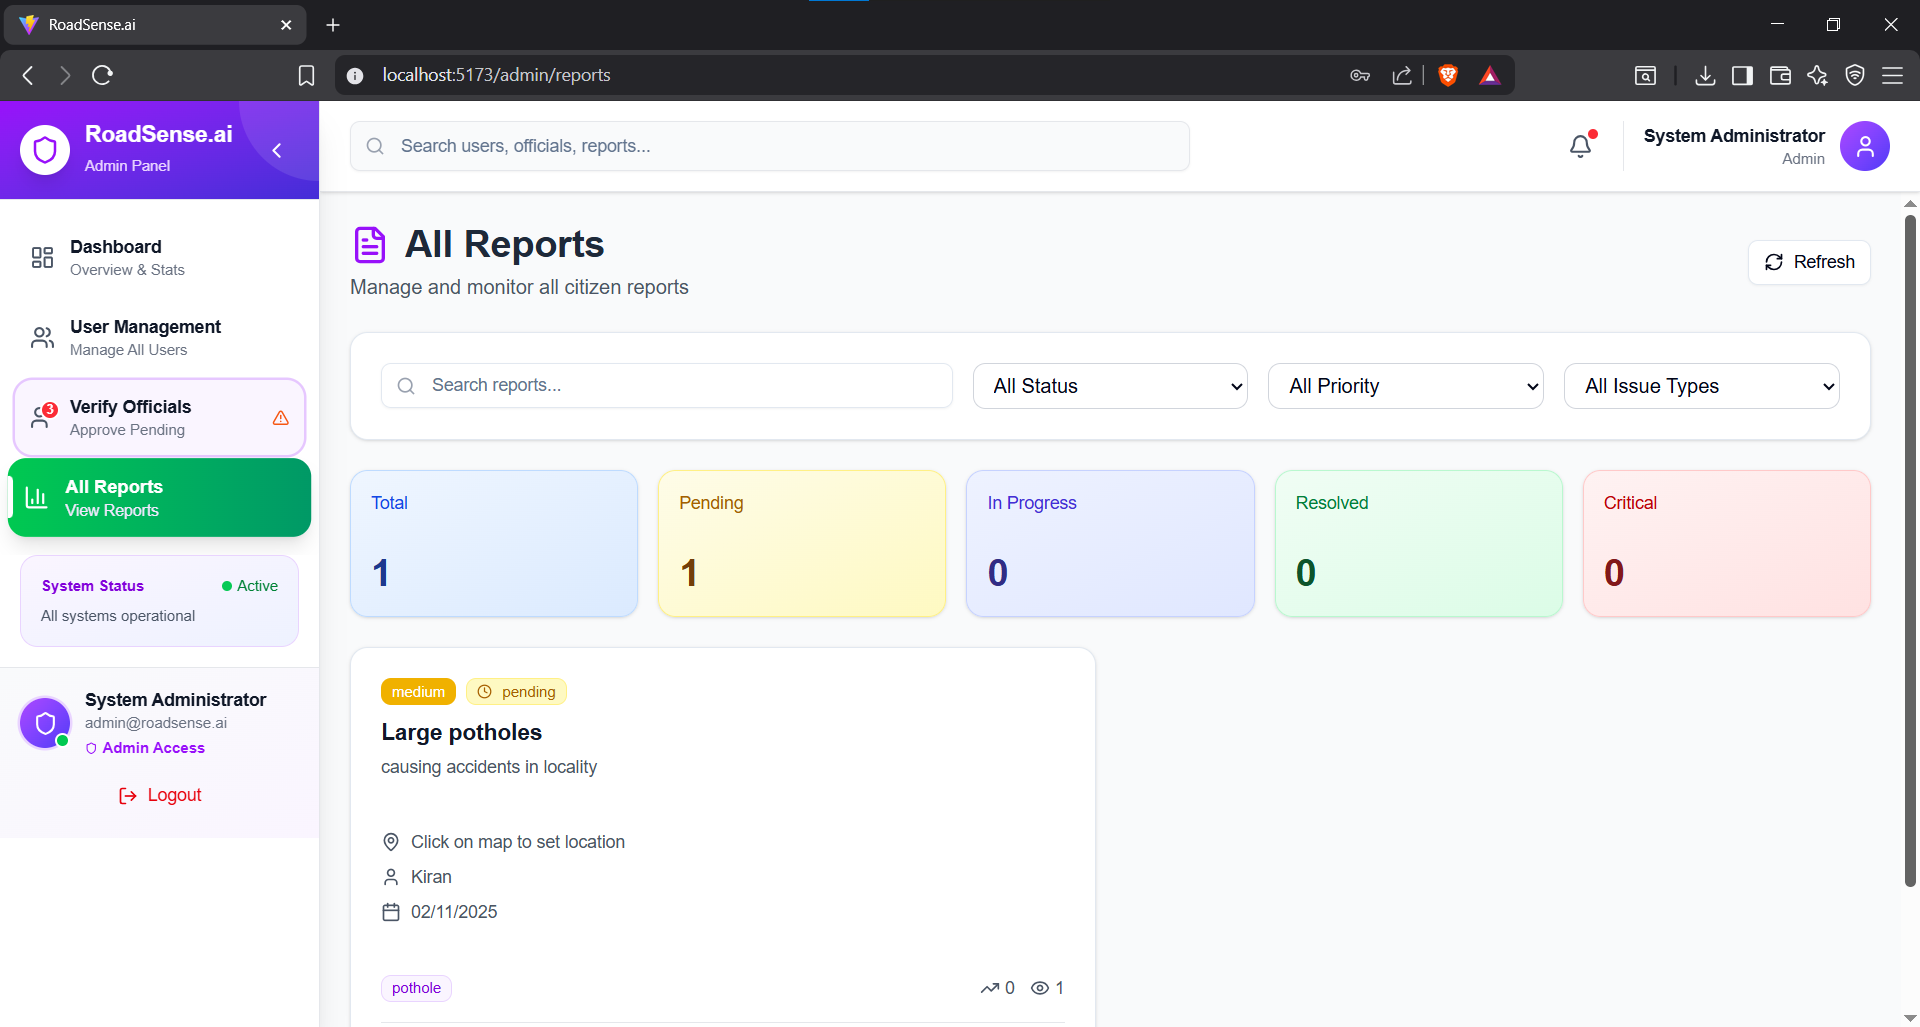 RoadSense.ai
localhost:5173/admin/reports
RoadSense.ai
Admin Panel
Search users, officials, reports...
System Administrator
Admin
Dashboard
Overview & Stats
User Management
Manage All Users
3
Verify Officials
Approve Pending
All Reports
View Reports
System Status
Active
All systems operational
System Administrator
admin@roadsense.ai
Admin Access
Logout
All Reports
Manage and monitor all citizen reports
Refresh
Search reports...
All Status
All Priority
All Issue Types
Total
1
Pending
1
In Progress
0
Resolved
0
Critical
0
medium
pending
Large potholes
causing accidents in locality
Click on map to set location
Kiran
02/11/2025
pothole
0
1